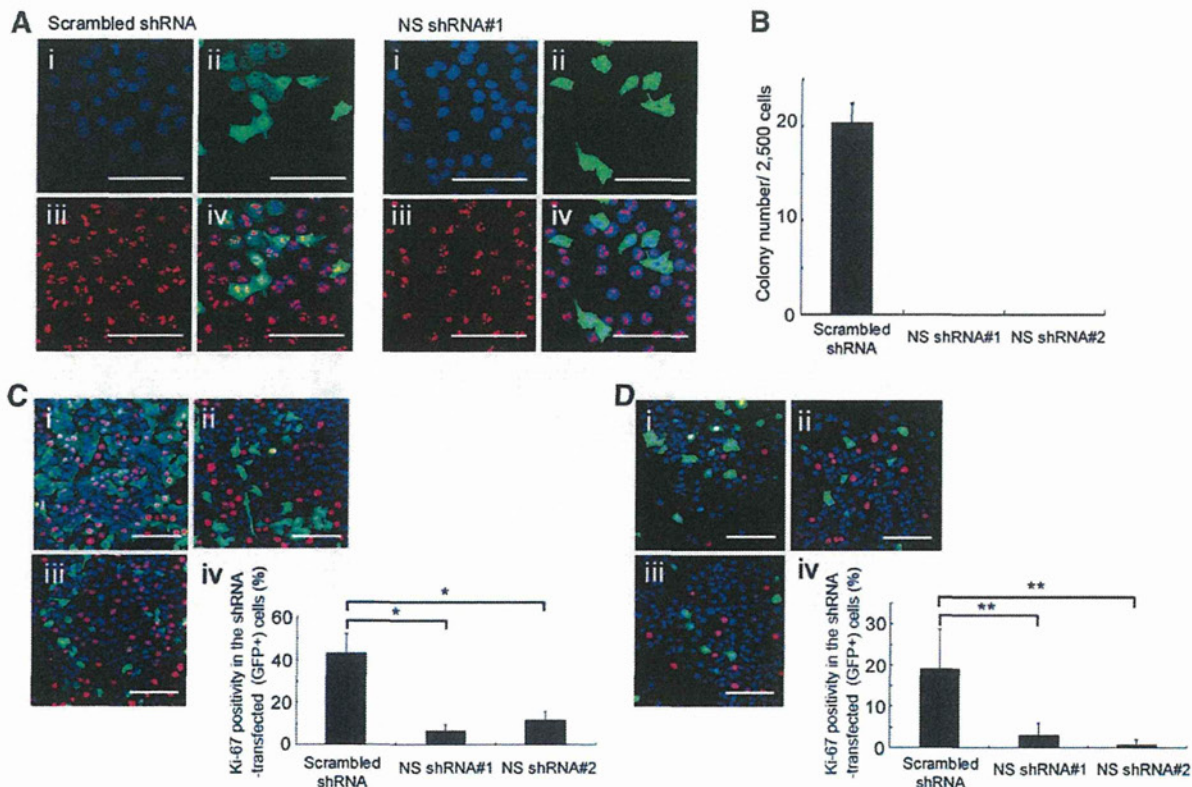 A
Scrambled shRNA
i
ii
iii
iv
NS shRNA#1
i
ii
iii
iv
B
Colony number/ 2,500 cells
20
10
0
Scrambled
shRNA
NS shRNA#1
NS shRNA#2
C
i
ii
iii
iv
Ki-67 positivity in the shRNA
-transfected (GFP+) cells (%)
60
40
20
0
*
*
Scrambled
shRNA
NS shRNA#1
NS shRNA#2
D
i
ii
iii
iv
Ki-67 positivity in the shRNA
-transfected (GFP+) cells (%)
30
20
10
0
**
**
Scrambled
shRNA
NS shRNA#1
NS shRNA#2